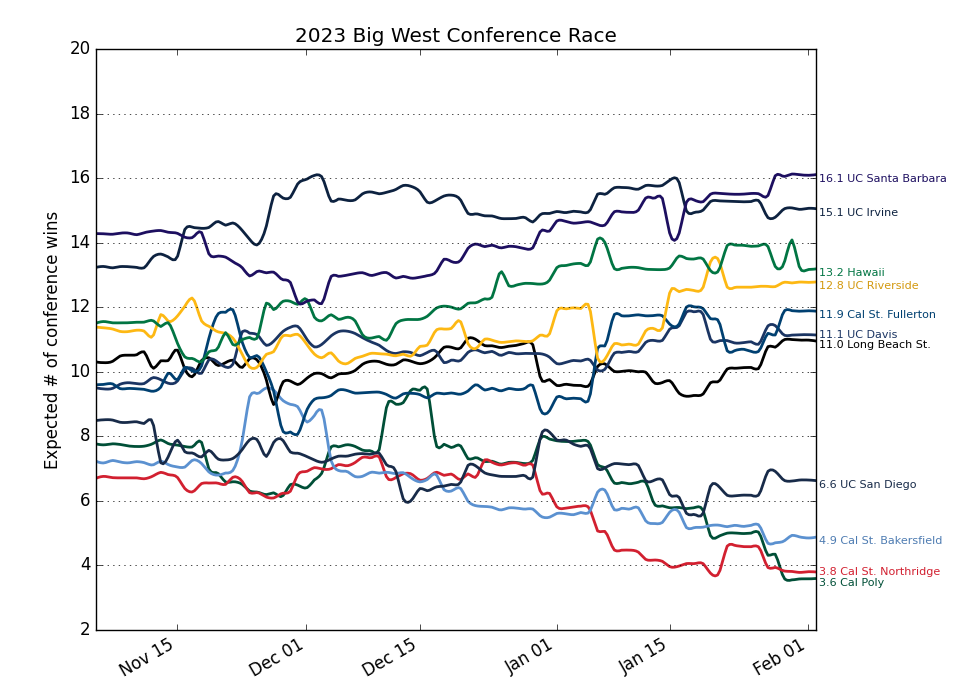 2023 Big West Conference Race
Expected # of conference wins
20
18
16
14
12
10
8
6
4
2
16.1 UC Santa Barbara
15.1 UC Irvine
13.2 Hawaii
12.8 UC Riverside
11.9 Cal St. Fullerton
11.1 UC Davis
11.0 Long Beach St.
6.6 UC San Diego
4.9 Cal St. Bakersfield
3.8 Cal St. Northridge
3.6 Cal Poly
Nov 15
Dec 01
Dec 15
Jan 01
Jan 15
Feb 01